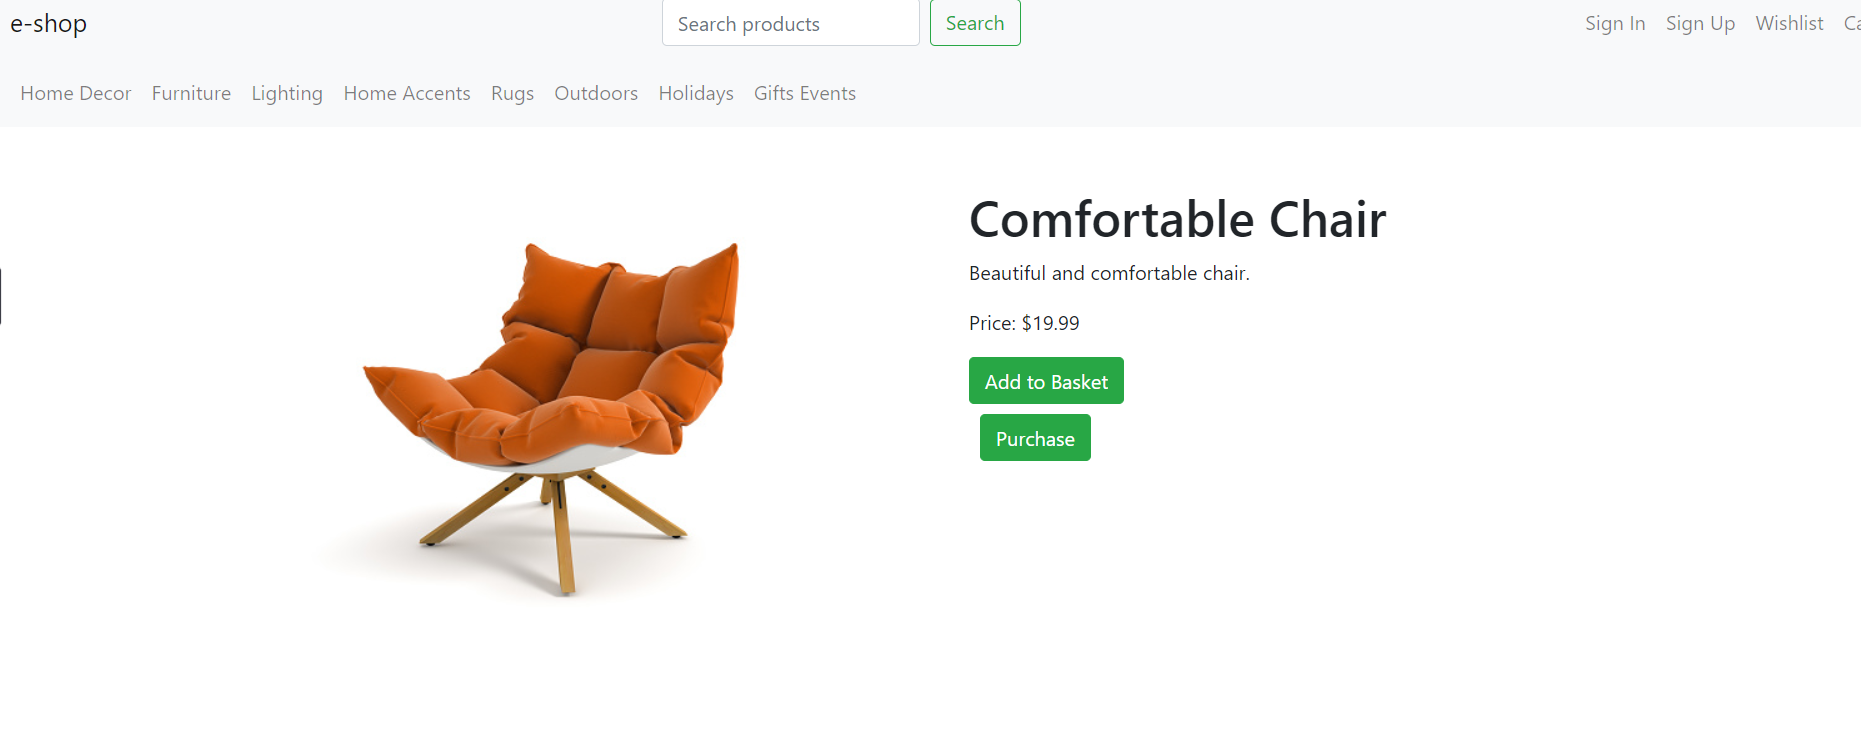 e-shop
Search products
Search
Sign In
Sign Up
Wishlist
Home Decor
Furniture
Lighting
Home Accents
Rugs
Outdoors
Holidays
Gifts Events
Comfortable Chair
Beautiful and comfortable chair.
Price: $19.99
Add to Basket
Purchase